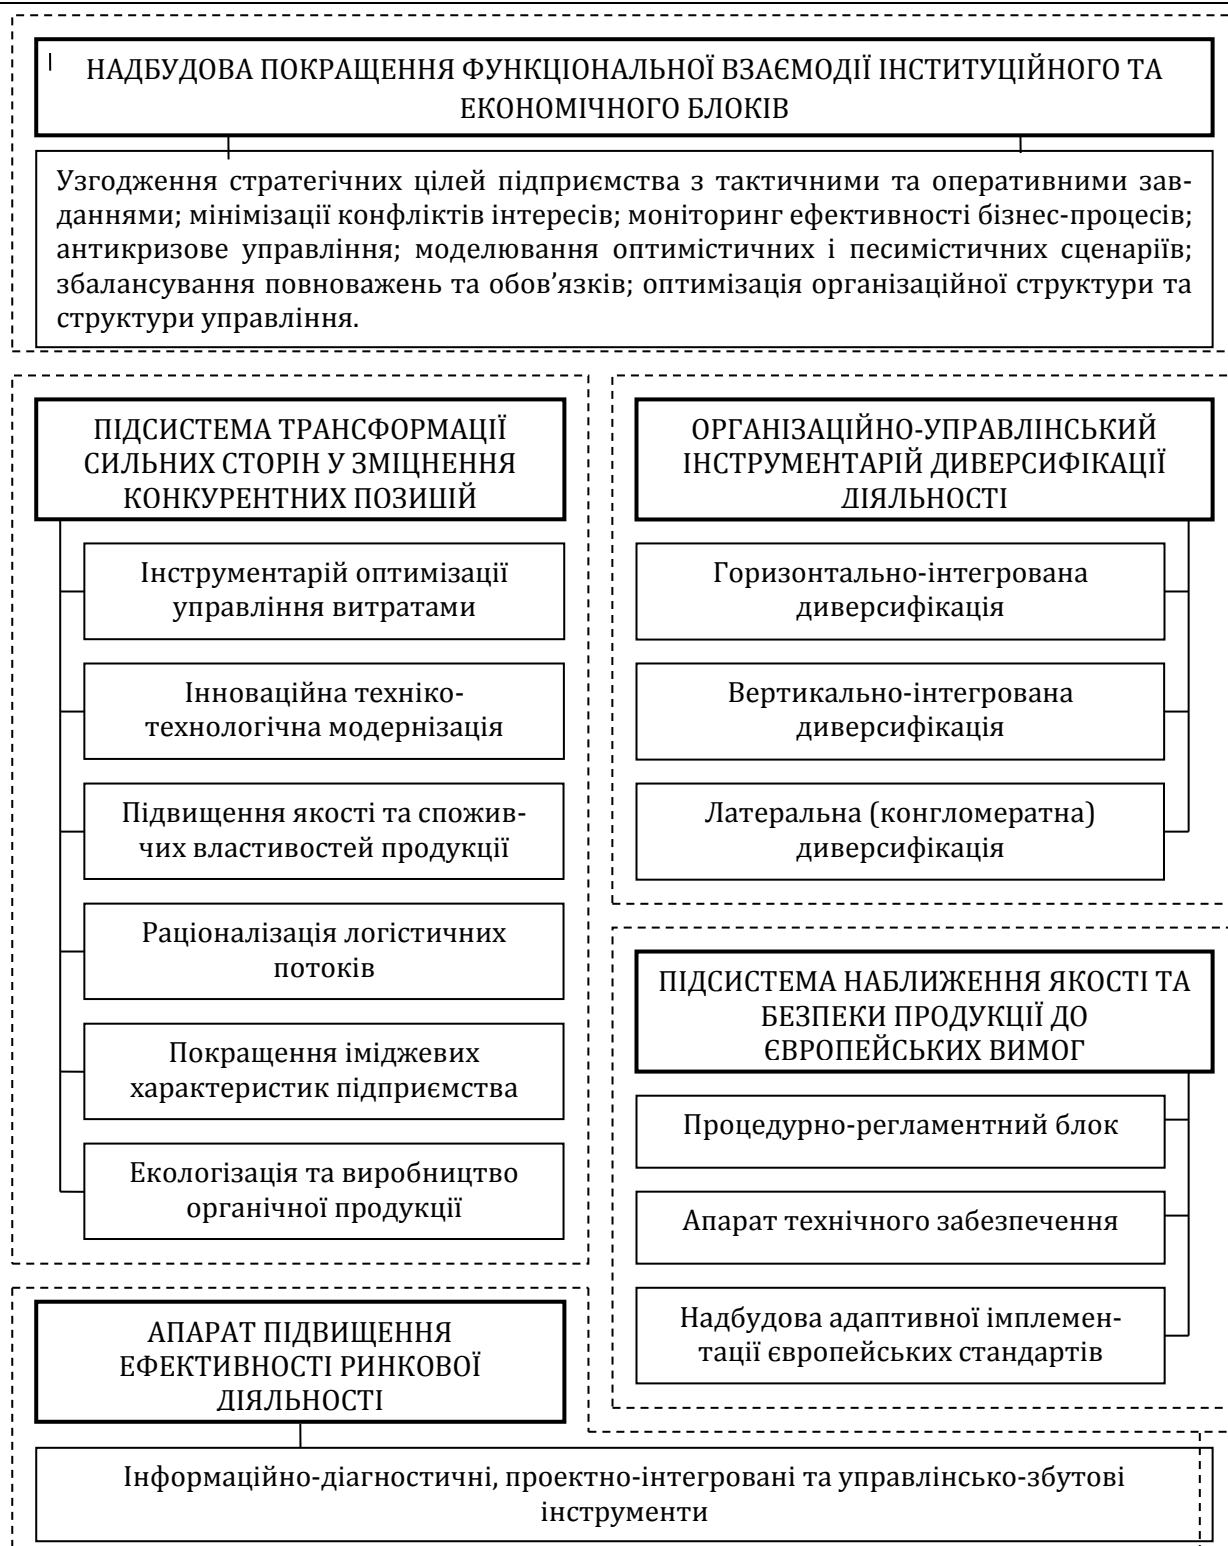 НАДБУДОВА ПОКРАЩЕННЯ ФУНКЦІОНАЛЬНОЇ ВЗАЄМОДІЇ ІНСТИТУЦІЙНОГО ТА
ЕКОНОМІЧНОГО БЛОКІВ
Узгодження стратегічних цілей підприємства з тактичними та оперативними зав-
даннями; мінімізації конфліктів інтересів; моніторинг ефективності бізнес-процесів;
антикризове управління; моделювання оптимістичних і песимістичних сценаріїв;
збалансування повноважень та обов’язків; оптимізація організаційної структури та
структури управління.
ПІДСИСТЕМА ТРАНСФОРМАЦІЇ
СИЛЬНИХ СТОРІН У ЗМІЦНЕННЯ
КОНКУРЕНТНИХ ПОЗИЦІЙ
Інструментарій оптимізації
управління витратами
Інноваційна техніко-
технологічна модернізація
Підвищення якості та спожив-
чих властивостей продукції
Раціоналізація логістичних
потоків
Покращення іміджевих
характеристик підприємства
Екологізація та виробництво
органічної продукції
ОРГАНІЗАЦІЙНО-УПРАВЛІНСЬКИЙ
ІНСТРУМЕНТАРІЙ ДИВЕРСИФІКАЦІЇ
ДІЯЛЬНОСТІ
Горизонтально-інтегрована
диверсифікація
Вертикально-інтегрована
диверсифікація
Латеральна (конгломератна)
диверсифікація
ПІДСИСТЕМА НАБЛИЖЕННЯ ЯКОСТІ ТА
БЕЗПЕКИ ПРОДУКЦІЇ ДО
ЄВРОПЕЙСЬКИХ ВИМОГ
Процедурно-регламентний блок
Апарат технічного забезпечення
Надбудова адаптивної імплемен-
тації європейських стандартів
АПАРАТ ПІДВИЩЕННЯ
ЕФЕКТИВНОСТІ РИНКОВОЇ
ДІЯЛЬНОСТІ
Інформаційно-діагностичні, проектно-інтегровані та управлінсько-збутові
інструменти